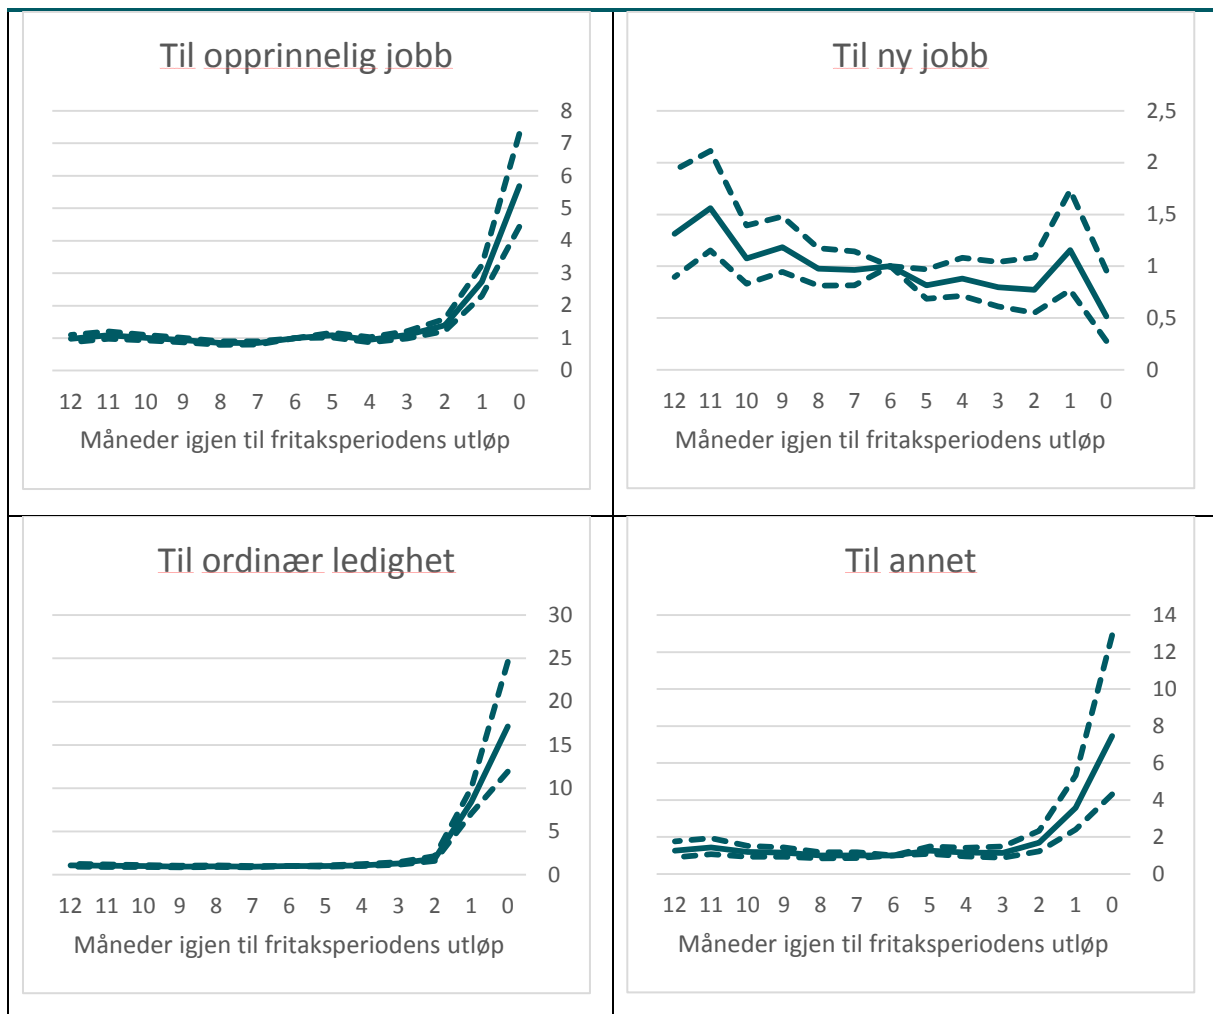 Til opprinnelig jobb
8
7
6
5
4
3
2
1
0
12 11 10 9 8 7 6 5 4 3 2 1 0
Måneder igjen til fritaksperiodens utløp
Til ny jobb
2,5
2
1,5
1
0,5
0
12 11 10 9 8 7 6 5 4 3 2 1 0
Måneder igjen til fritaksperiodens utløp
Til ordinær ledighet
30
25
20
15
10
5
0
12 11 10 9 8 7 6 5 4 3 2 1 0
Måneder igjen til fritaksperiodens utløp
Til annet
14
12
10
8
6
4
2
0
12 11 10 9 8 7 6 5 4 3 2 1 0
Måneder igjen til fritaksperiodens utløp